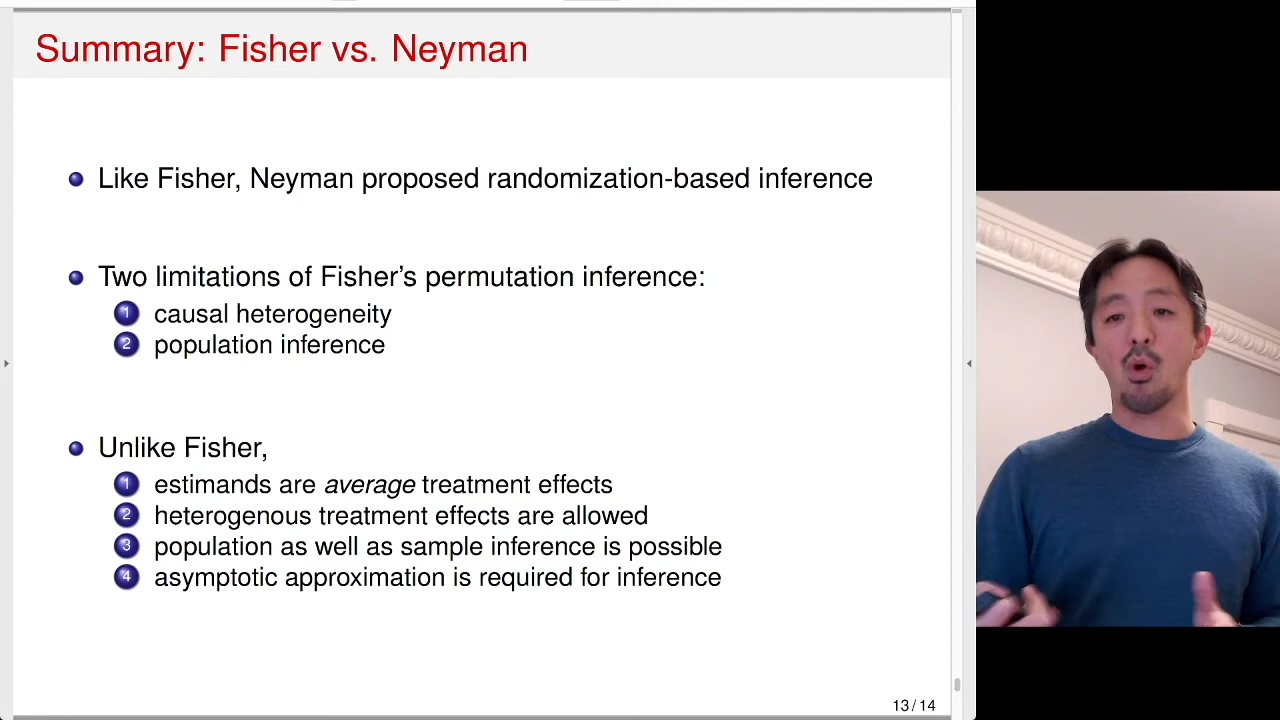 Summary: Fisher vs. Neyman
Like Fisher, Neyman proposed randomization-based inference
Two limitations of Fisher's permutation inference:
1 causal heterogeneity
2 population inference
Unlike Fisher,
1 estimands are average treatment effects
2 heterogenous treatment effects are allowed
3 population as well as sample inference is possible
4 asymptotic approximation is required for inference
13 / 14